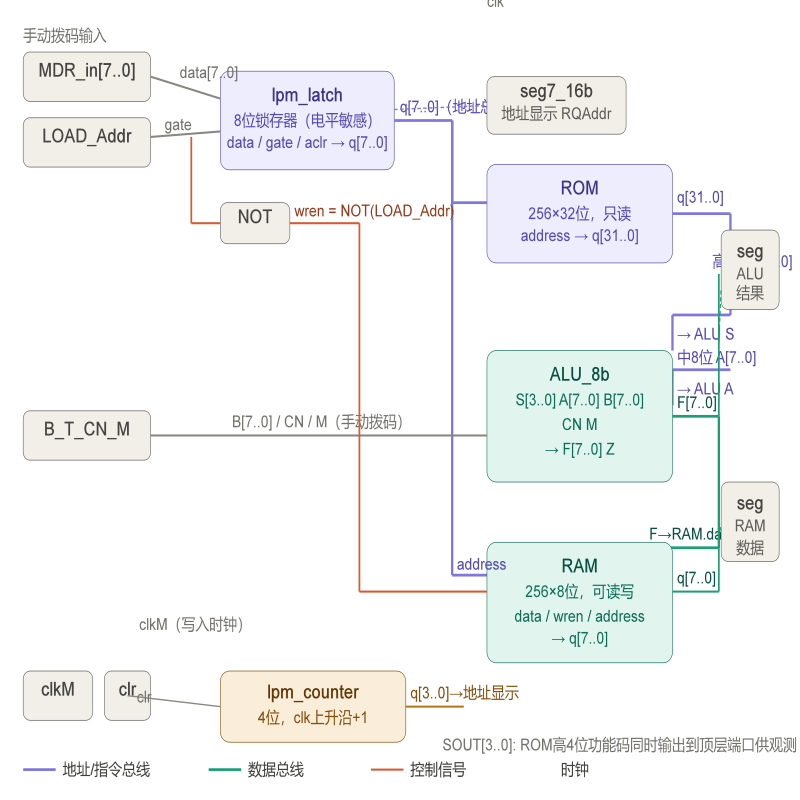 clk
手动拨码输入
MDR_in[7..0]
data[7..0]
LOAD_Addr
gate
lpm_latch
8位锁存器（电平敏感）
data / gate / aclr → q[7..0]
q[7..0]（地址总
seg7_16b
地址显示 RQAddr
NOT
wren = NOT(LOAD_Addr)
ROM
256×32位，只读
address → q[31..0]
q[31..0]
高
0]
seg
ALU
结果
→ ALU S
中8位 A[7..0]
→ ALU A
ALU_8b
S[3..0] A[7..0] B[7..0]
CN M
→ F[7..0] Z
F[7..0]
B_T_CN_M
B[7..0] / CN / M（手动拨码）
seg
RAM
数据
F→RAM.da
address
RAM
256×8位，可读写
data / wren / address
→ q[7..0]
q[7..0]
clkM（写入时钟）
clkM
clr
clr
lpm_counter
4位，clk上升沿+1
q[3..0]→地址显示
SOUT[3..0]: ROM高4位功能码同时输出到顶层端口供观测
地址/指令总线
数据总线
控制信号
时钟